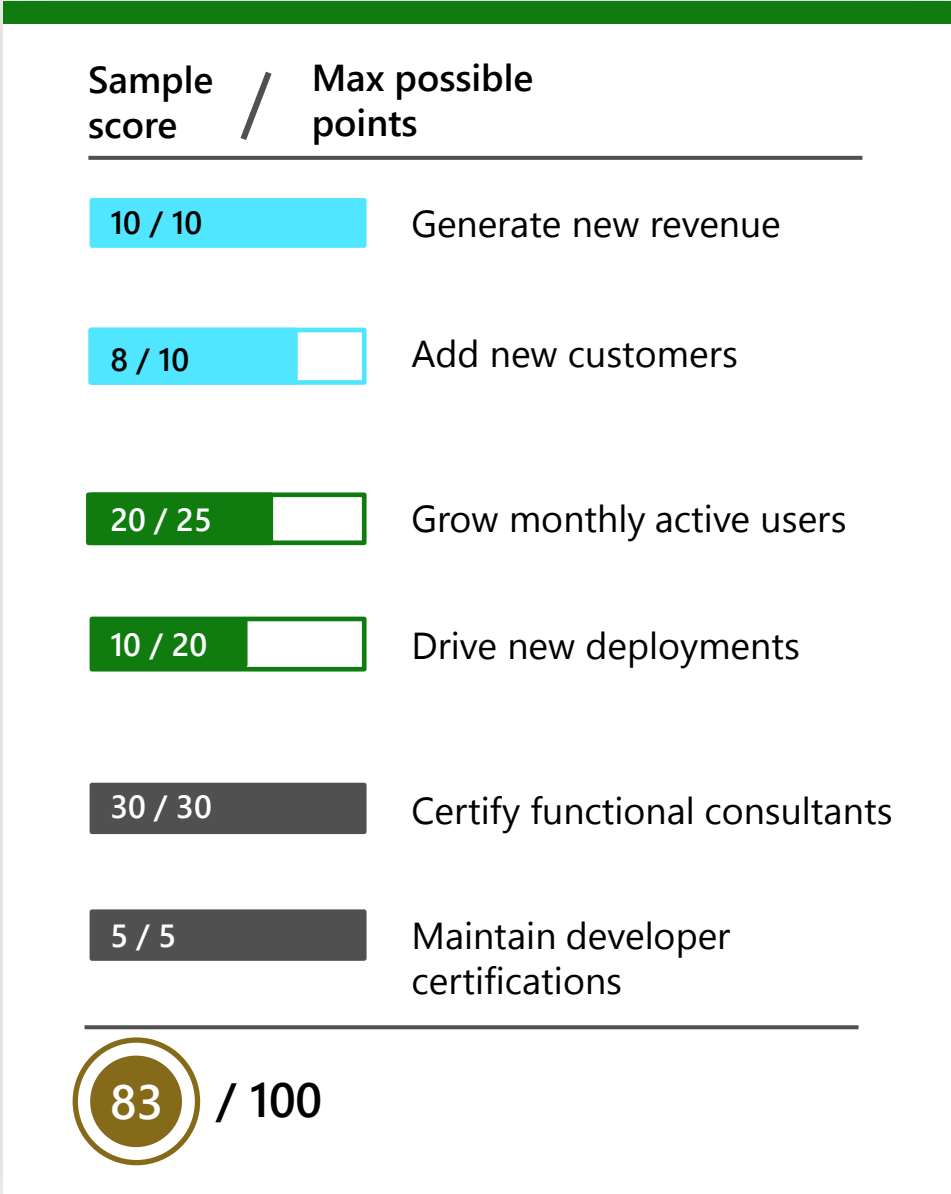 Sample
score
/
Max possible
points
10 / 10
Generate new revenue
8 / 10
Add new customers
20 / 25
Grow monthly active users
10 / 20
Drive new deployments
30 / 30
Certify functional consultants
5 / 5
Maintain developer
certifications
83 / 100